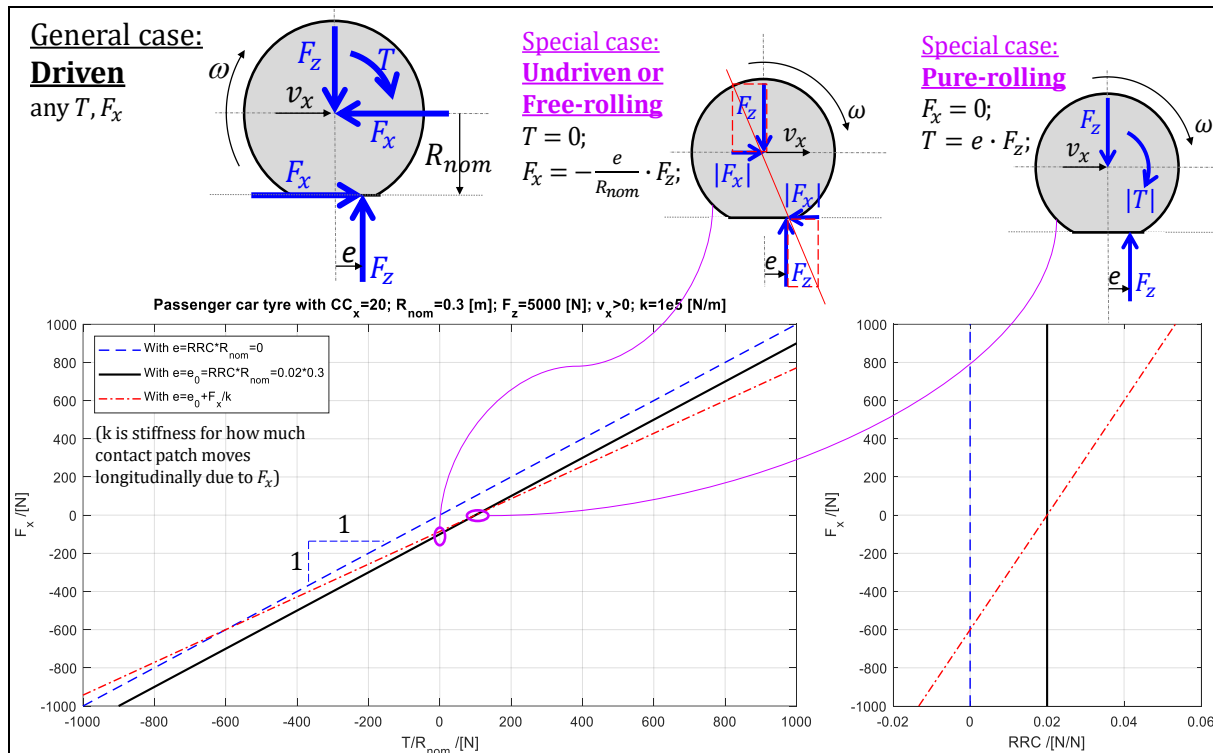 General case:
Driven
any T, F_x
ω
F_z
T
v_x
F_x
R_nom
F_x
e
F_z
Special case:
Undriven or
Free-rolling
T = 0;
F_x = − e/R_nom · F_z;
ω
F_z
v_x
|F_x|
|F_x|
e
F_z
Special case:
Pure-rolling
F_x = 0;
T = e · F_z;
ω
F_z
v_x
|T|
e
F_z
Passenger car tyre with CC_x=20; R_nom=0.3 [m]; F_z=5000 [N]; v_x>0; k=1e5 [N/m]
With e=RRC*R_nom=0
With e=e_0=RRC*R_nom=0.02*0.3
With e=e_0+F_x/k
(k is stiffness for how much
contact patch moves
longitudinally due to F_x)
1
1
F_x /[N]
1000
800
600
400
200
0
-200
-400
-600
-800
-1000
-1000 -800 -600 -400 -200 0 200 400 600 800 1000
T/R_nom /[N]
F_x /[N]
1000
800
600
400
200
0
-200
-400
-600
-800
-1000
-0.02 0 0.02 0.04 0.06
RRC /[N/N]